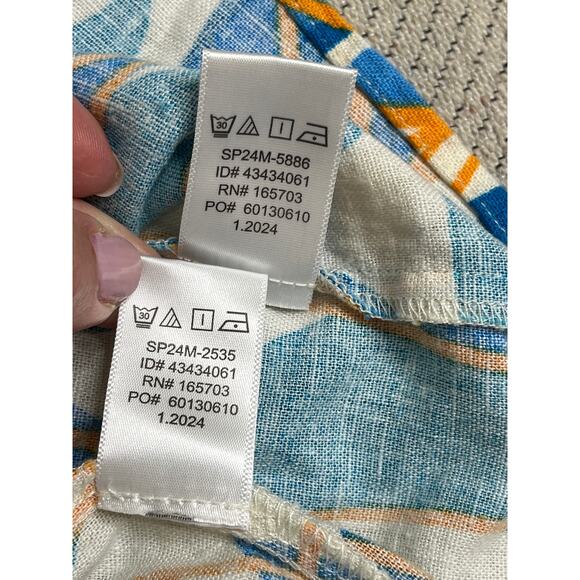 30
SP24M-5886
ID# 43434061
RN# 165703
PO# 60130610
1.2024
30
SP24M-2535
ID# 43434061
RN# 165703
PO# 60130610
1.2024